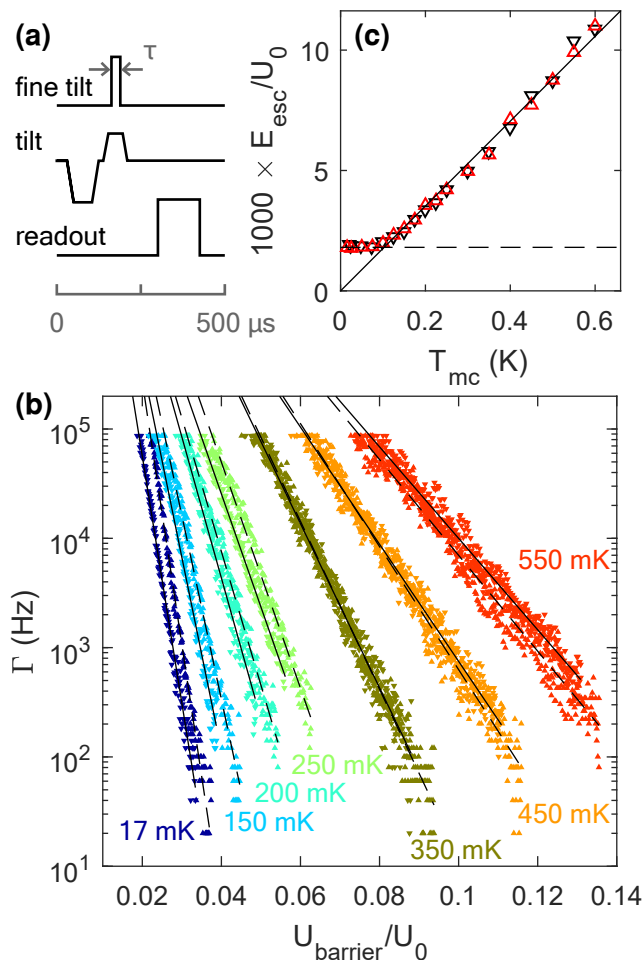 (a)
τ
fine tilt
tilt
readout
0 500 µs
(c)
1000 × E_esc/U_0
10
5
0
0 0.2 0.4 0.6
T_mc (K)
(b)
Γ (Hz)
10^5
10^4
10^3
10^2
10^1
550 mK
250 mK
200 mK
150 mK
17 mK
350 mK
450 mK
0.02 0.04 0.06 0.08 0.1 0.12 0.14
U_barrier/U_0